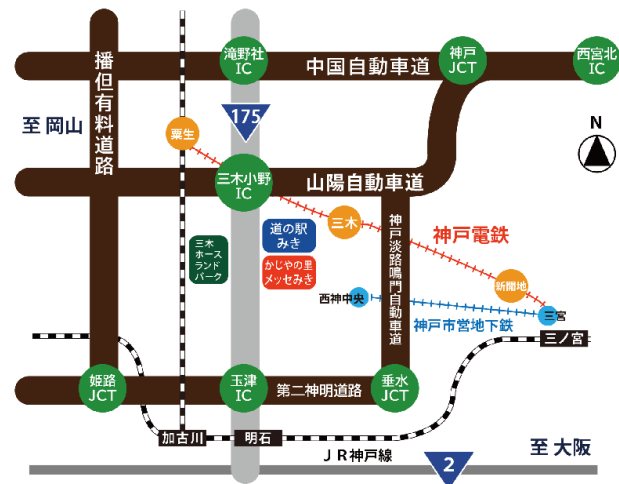 滝野社
IC
神戸
JCT
西宮北
IC
中国自動車道
播但有料道路
至 岡山
175
粟生
N
三木小野
IC
山陽自動車道
三木
神戸電鉄
道の駅
みき
三木
ホース
ランド
パーク
かじやの里
メッセみき
神戸淡路鳴門自動車道
新開地
西神中央
三宮
神戸市営地下鉄
三ノ宮
姫路
JCT
玉津
IC
第二神明道路
垂水
JCT
加古川
明石
至 大阪
JR神戸線
2